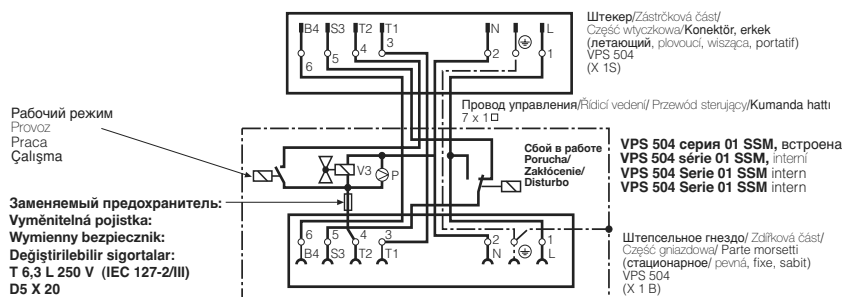 B4 S3 T2 T1 N L
3
6 5 4 2 1
Штекер/Zástrčková část/
Część wtyczkowa/Konektör, erkek
(летающий, plovoucí, wisząca, portatif)
VPS 504
(X 1S)
Провод управления/Řídicí vedení/ Przewód sterujący/Kumanda hattı
7 x 1
Рабочий режим
Provoz
Praca
Çalışma
V3 P
Сбой в работе
Porucha/
Zakłócenie/
Disturbo
VPS 504 серия 01 SSM, встроена
VPS 504 série 01 SSM, interní
VPS 504 Serie 01 SSM intern
VPS 504 Serie 01 SSM intern
Заменяемый предохранитель:
Vyměnitelná pojistka:
Wymienny bezpiecznik:
Değiştirilebilir sigortalar:
T 6,3 L 250 V (IEC 127-2/III)
D5 X 20
6 5 4 3 2 1
B4 S3 T2 T1 N L
Штепсельное гнездо/ Zdířková část/
Część gniazdowa/ Parte morsetti
(стационарное/ pevná, fixe, sabit)
VPS 504
(X 1 B)